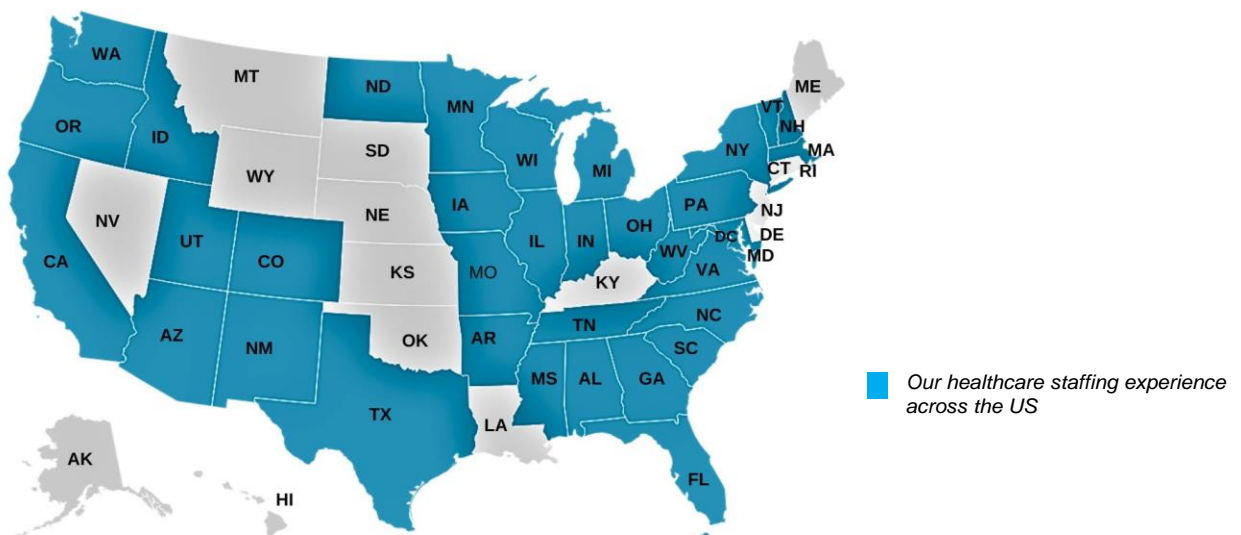 WA
MT
ND
MN
ME
VT
NH
OR
ID
SD
WI
MI
NY
MA
WY
CT
RI
NV
NE
IA
PA
NJ
UT
CO
IL
IN
OH
DE
DC
CA
KS
MO
WV
MD
KY
VA
AZ
NM
OK
AR
TN
NC
SC
MS
AL
GA
TX
LA
Our healthcare staffing experience
across the US
AK
HI
FL